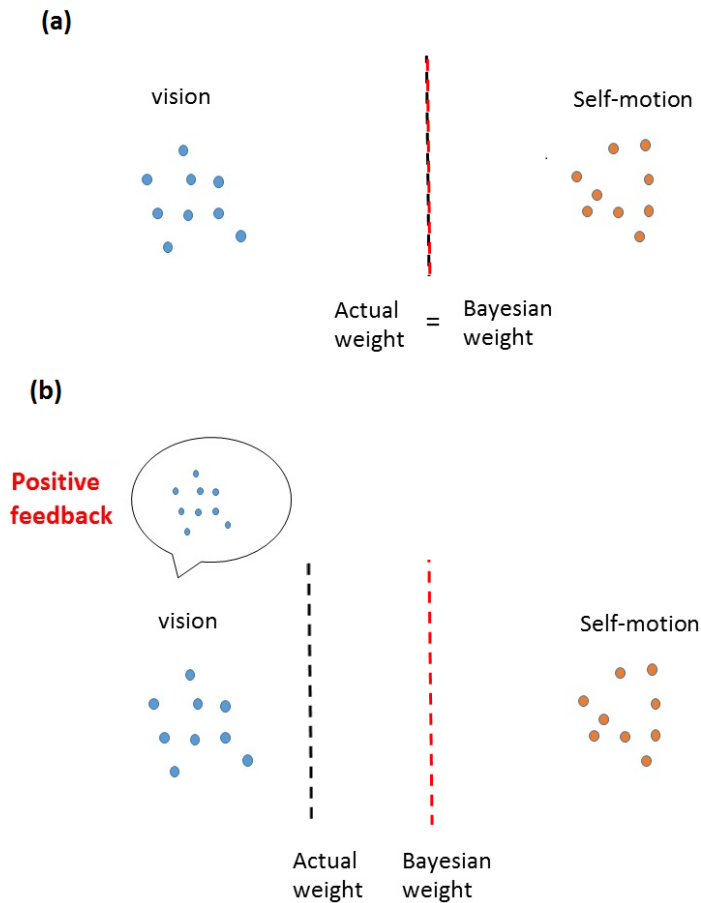 (a)
vision
Self-motion
Actual
weight
=
Bayesian
weight
(b)
Positive
feedback
vision
Self-motion
Actual
weight
Bayesian
weight